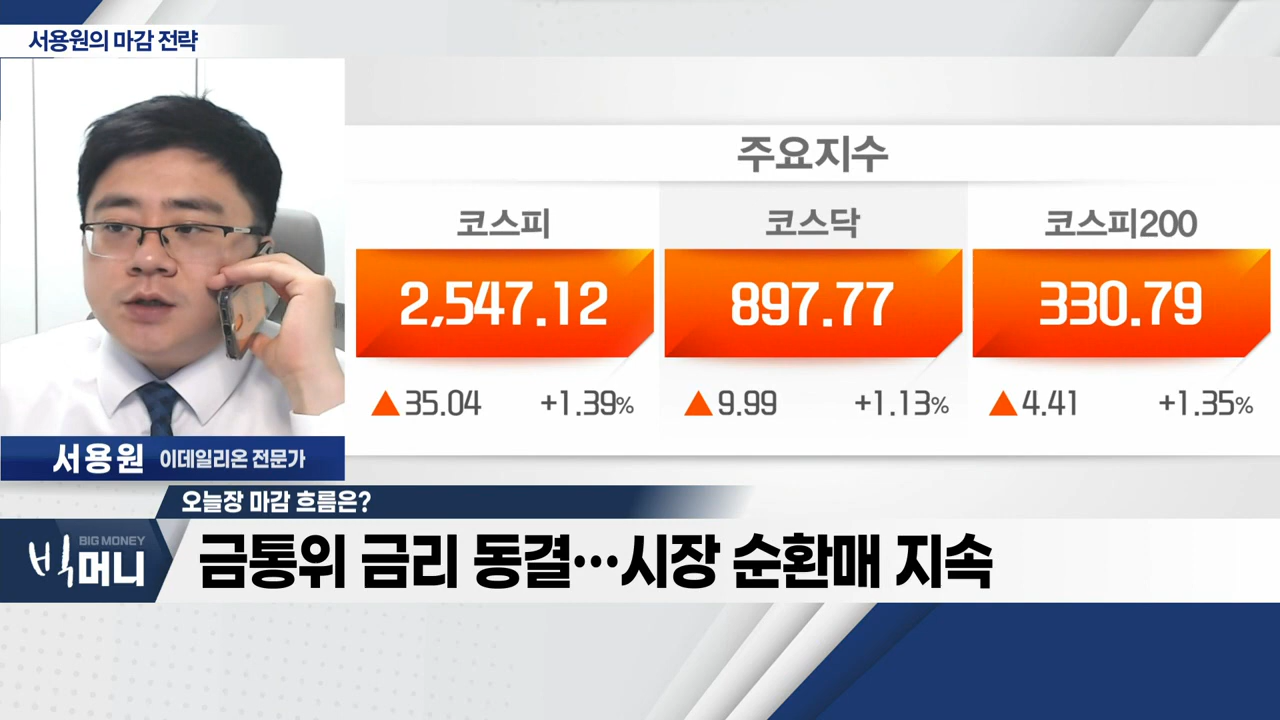 서용원의 마감 전략
주요지수
코스피
2,547.12
▲35.04 +1.39%
코스닥
897.77
▲9.99 +1.13%
코스피200
330.79
▲4.41 +1.35%
서용원 이데일리온 전문가
오늘장 마감 흐름은?
BIG MONEY
빅머니
금통위 금리 동결…시장 순환매 지속